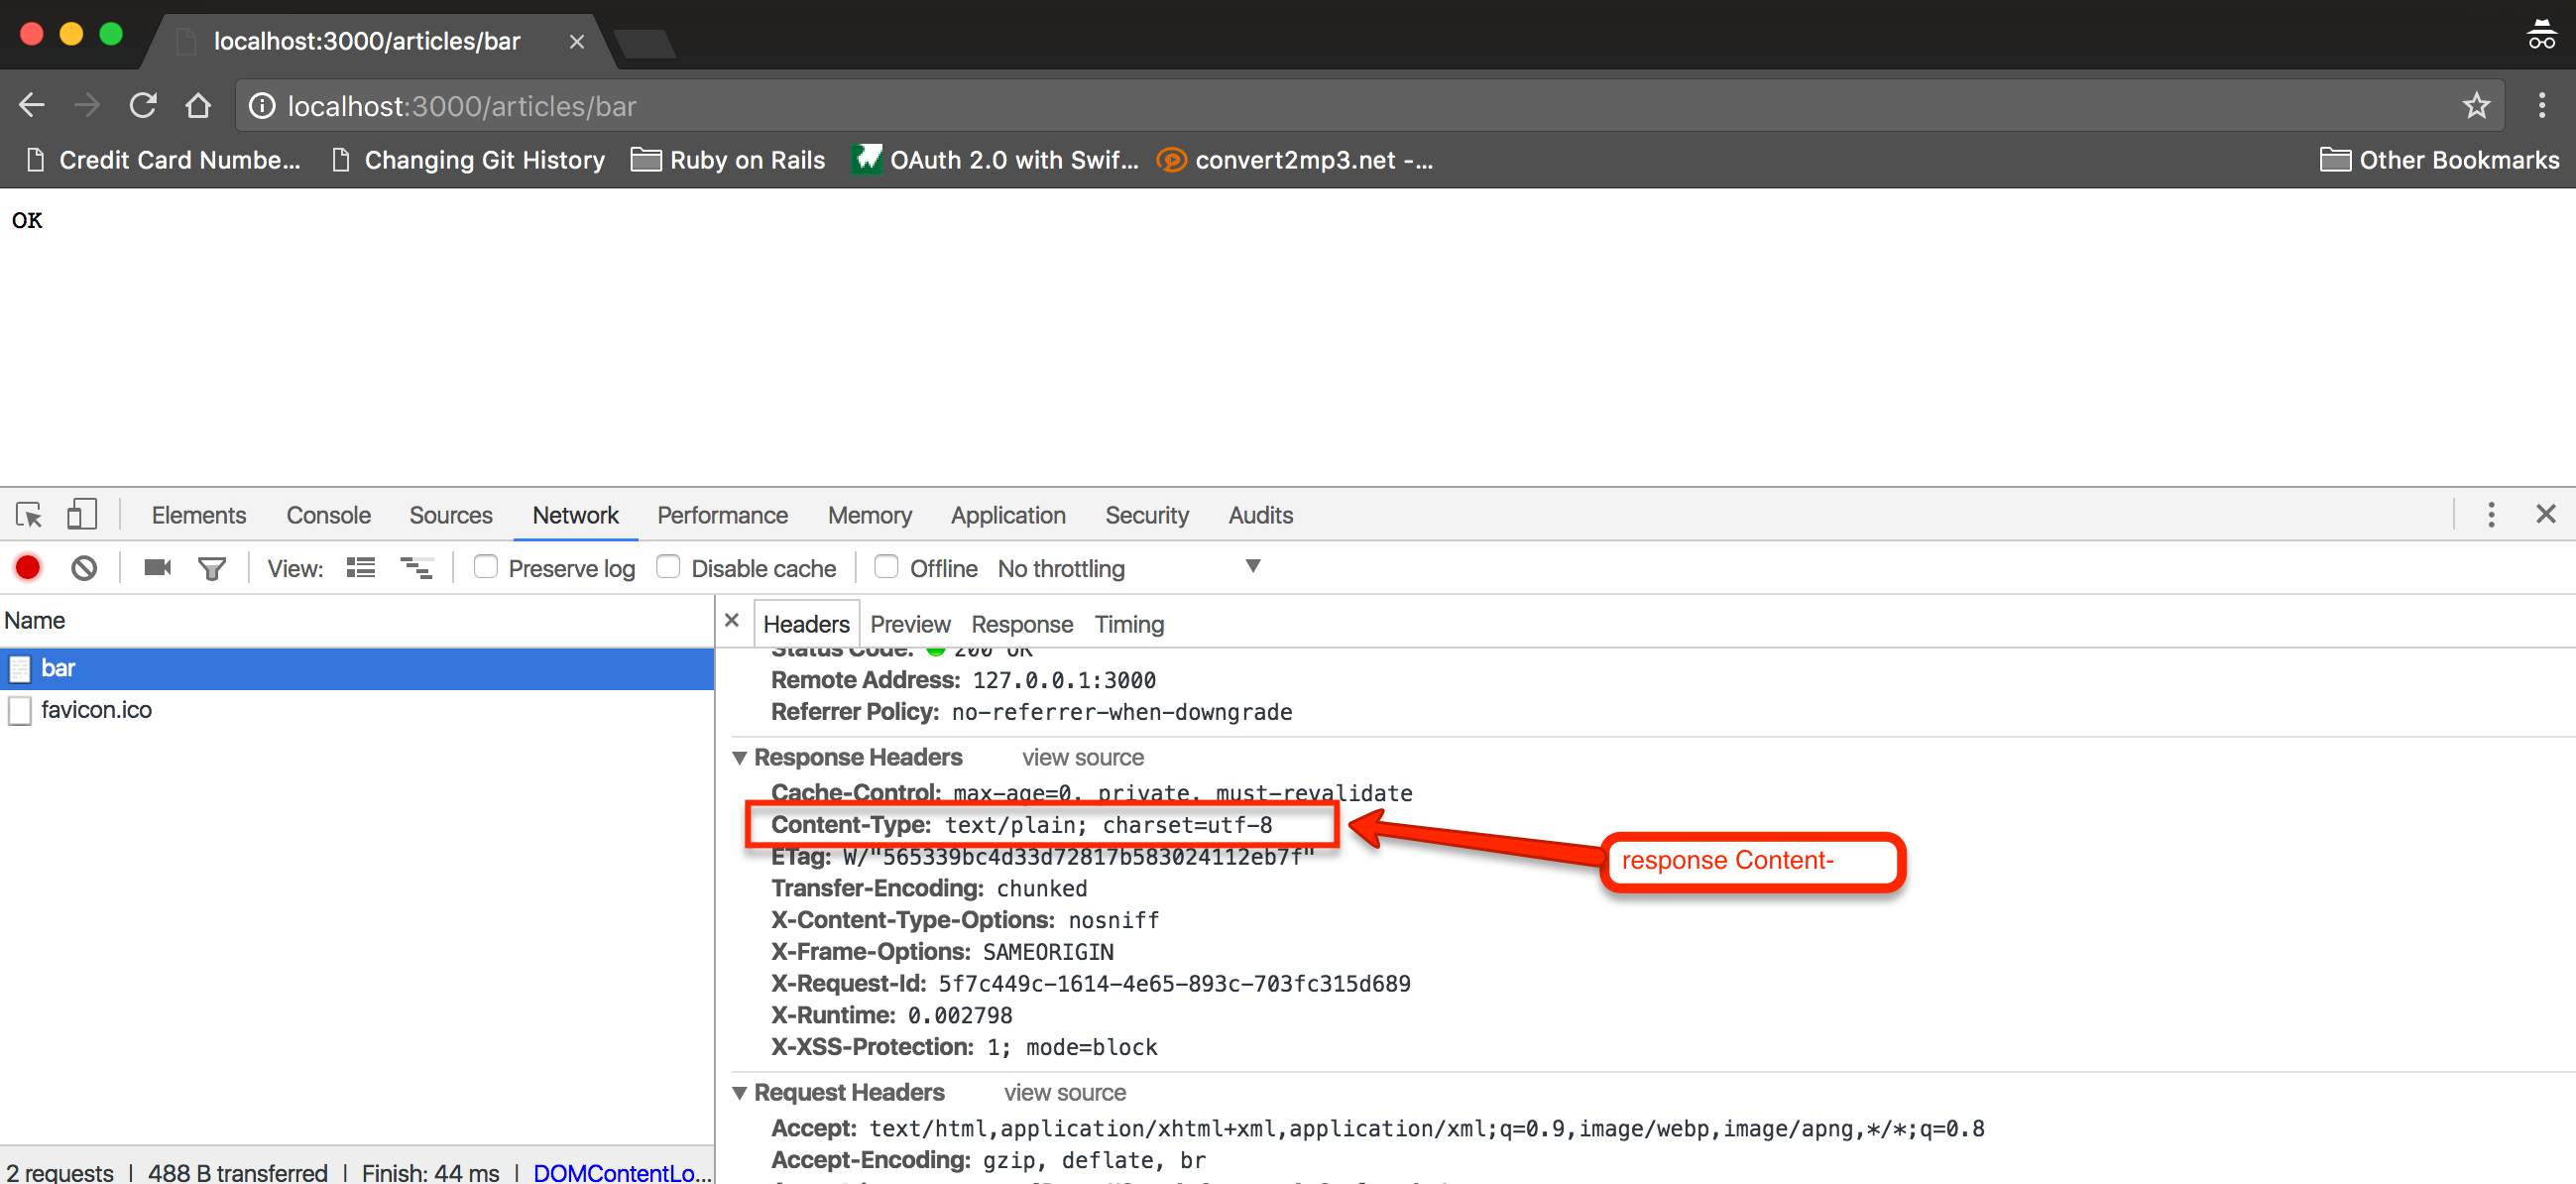 localhost:3000/articles/bar
localhost:3000/articles/bar
Credit Card Numbe... Changing Git History Ruby on Rails OAuth 2.0 with Swif... convert2mp3.net -... Other Bookmarks
OK
Elements Console Sources Network Performance Memory Application Security Audits
View: Preserve log Disable cache Offline No throttling
Name
Headers Preview Response Timing
bar
favicon.ico
Status Code: 200 OK
Remote Address: 127.0.0.1:3000
Referrer Policy: no-referrer-when-downgrade
Response Headers view source
Cache-Control: max-age=0, private, must-revalidate
Content-Type: text/plain; charset=utf-8
response Content-
ETag: W/"565339bc4d33d72817b583024112eb7f"
Transfer-Encoding: chunked
X-Content-Type-Options: nosniff
X-Frame-Options: SAMEORIGIN
X-Request-Id: 5f7c449c-1614-4e65-893c-703fc315d689
X-Runtime: 0.002798
X-XSS-Protection: 1; mode=block
Request Headers view source
Accept: text/html,application/xhtml+xml,application/xml;q=0.9,image/webp,image/apng,*/*;q=0.8
Accept-Encoding: gzip, deflate, br
2 requests | 488 B transferred | Finish: 44 ms | DOMContentLo...